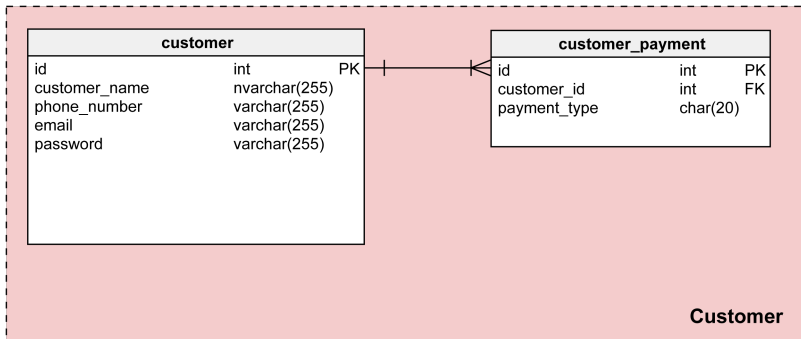 customer
id int PK
customer_name nvarchar(255)
phone_number varchar(255)
email varchar(255)
password varchar(255)
customer_payment
id int PK
customer_id int FK
payment_type char(20)
Customer